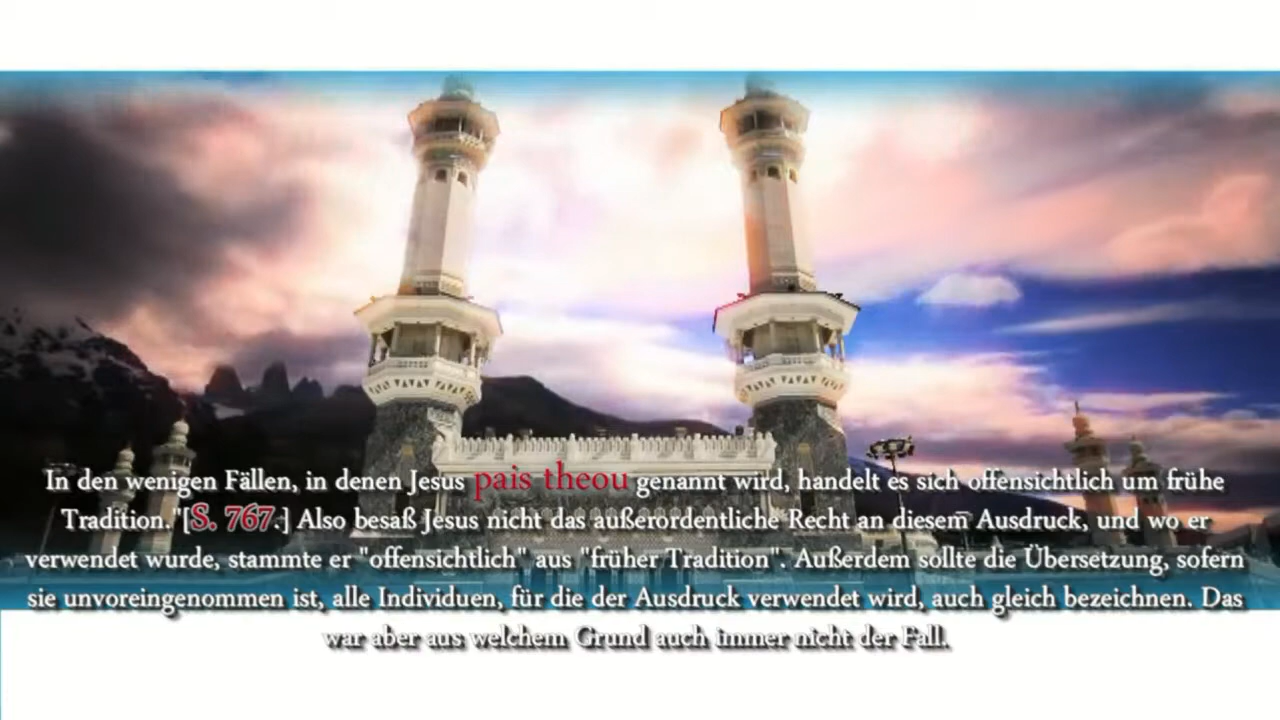 In den wenigen Fällen, in denen Jesus pais theou genannt wird, handelt es sich offensichtlich um frühe
Tradition."[S. 767.] Also besaß Jesus nicht das außerordentliche Recht an diesem Ausdruck, und wo er
verwendet wurde, stammte er "offensichtlich" aus "früher Tradition". Außerdem sollte die Übersetzung, sofern
sie unvoreingenommen ist, alle Individuen, für die der Ausdruck verwendet wird, auch gleich bezeichnen. Das
war aber aus welchem Grund auch immer nicht der Fall.